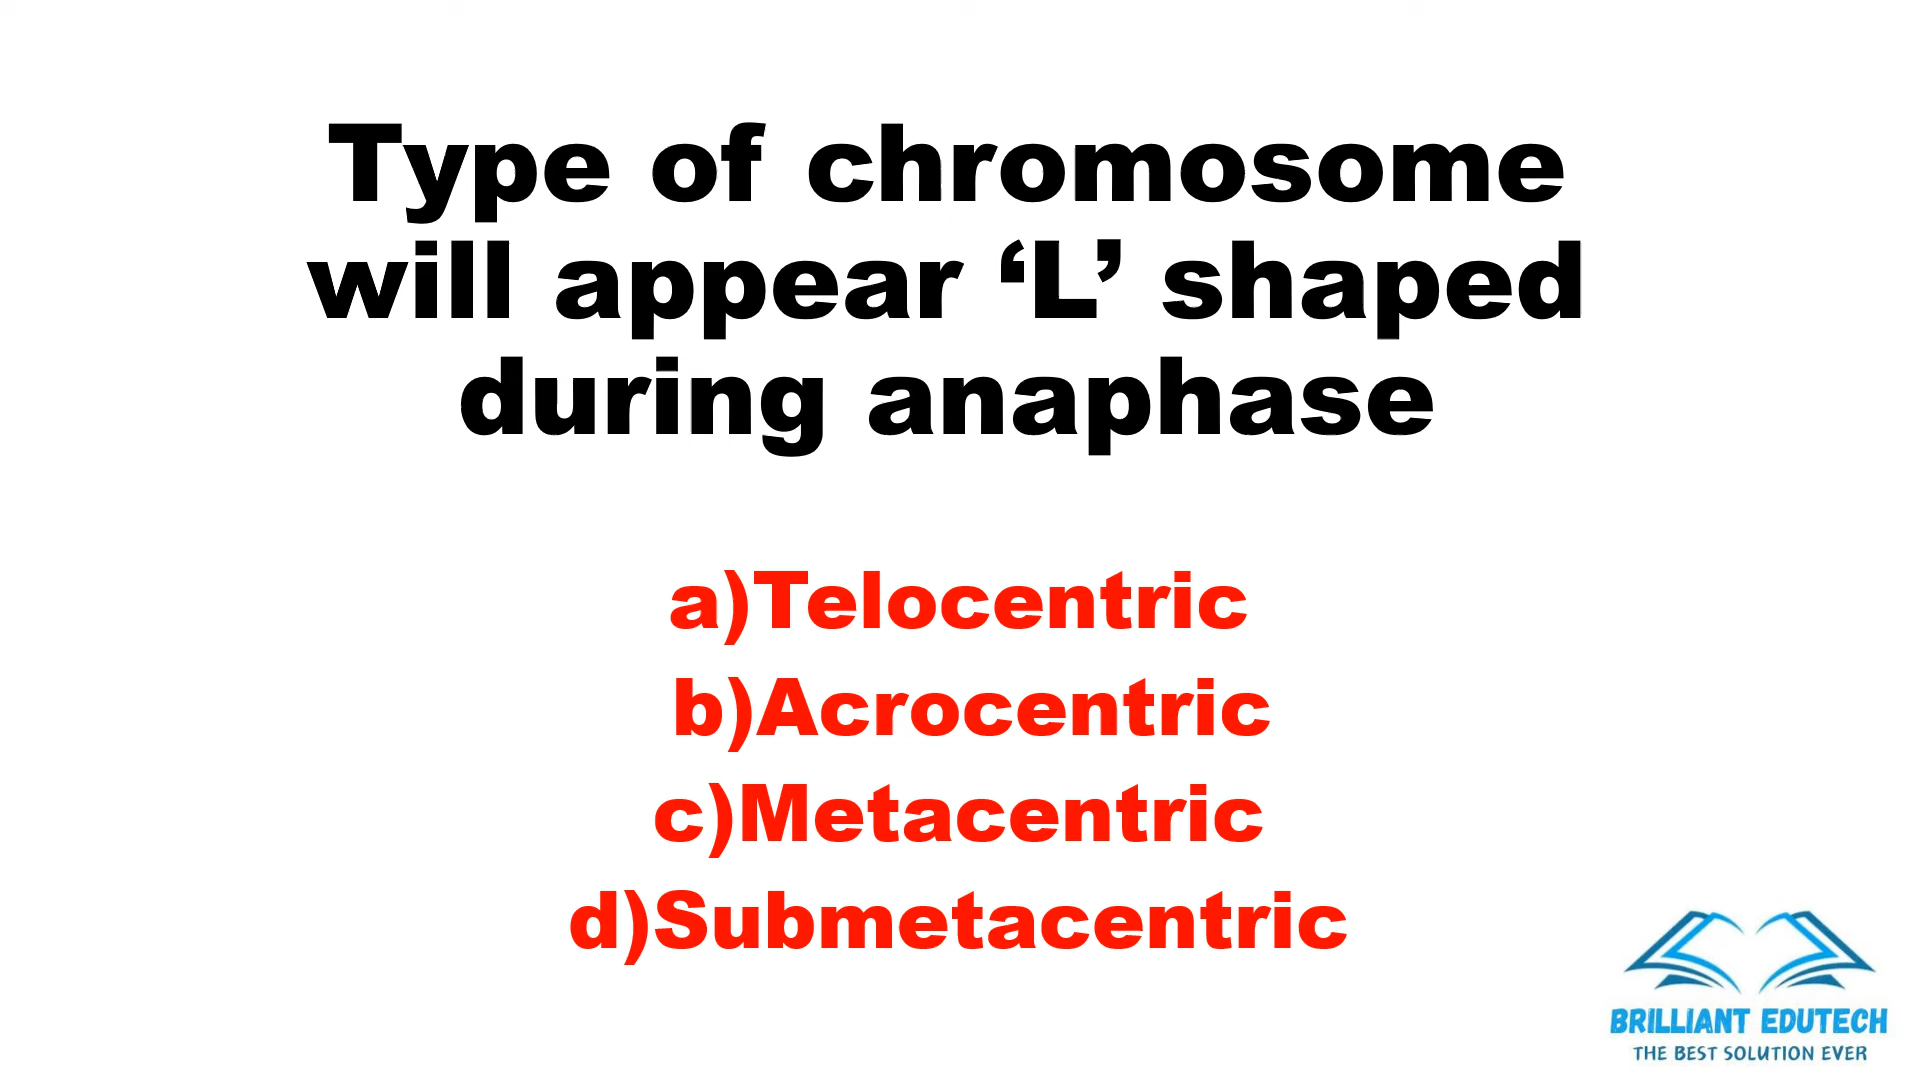 Type of chromosome
will appear ‘L’ shaped
during anaphase
a)Telocentric
b)Acrocentric
c)Metacentric
d)Submetacentric
BRILLIANT EDUTECH
THE BEST SOLUTION EVER